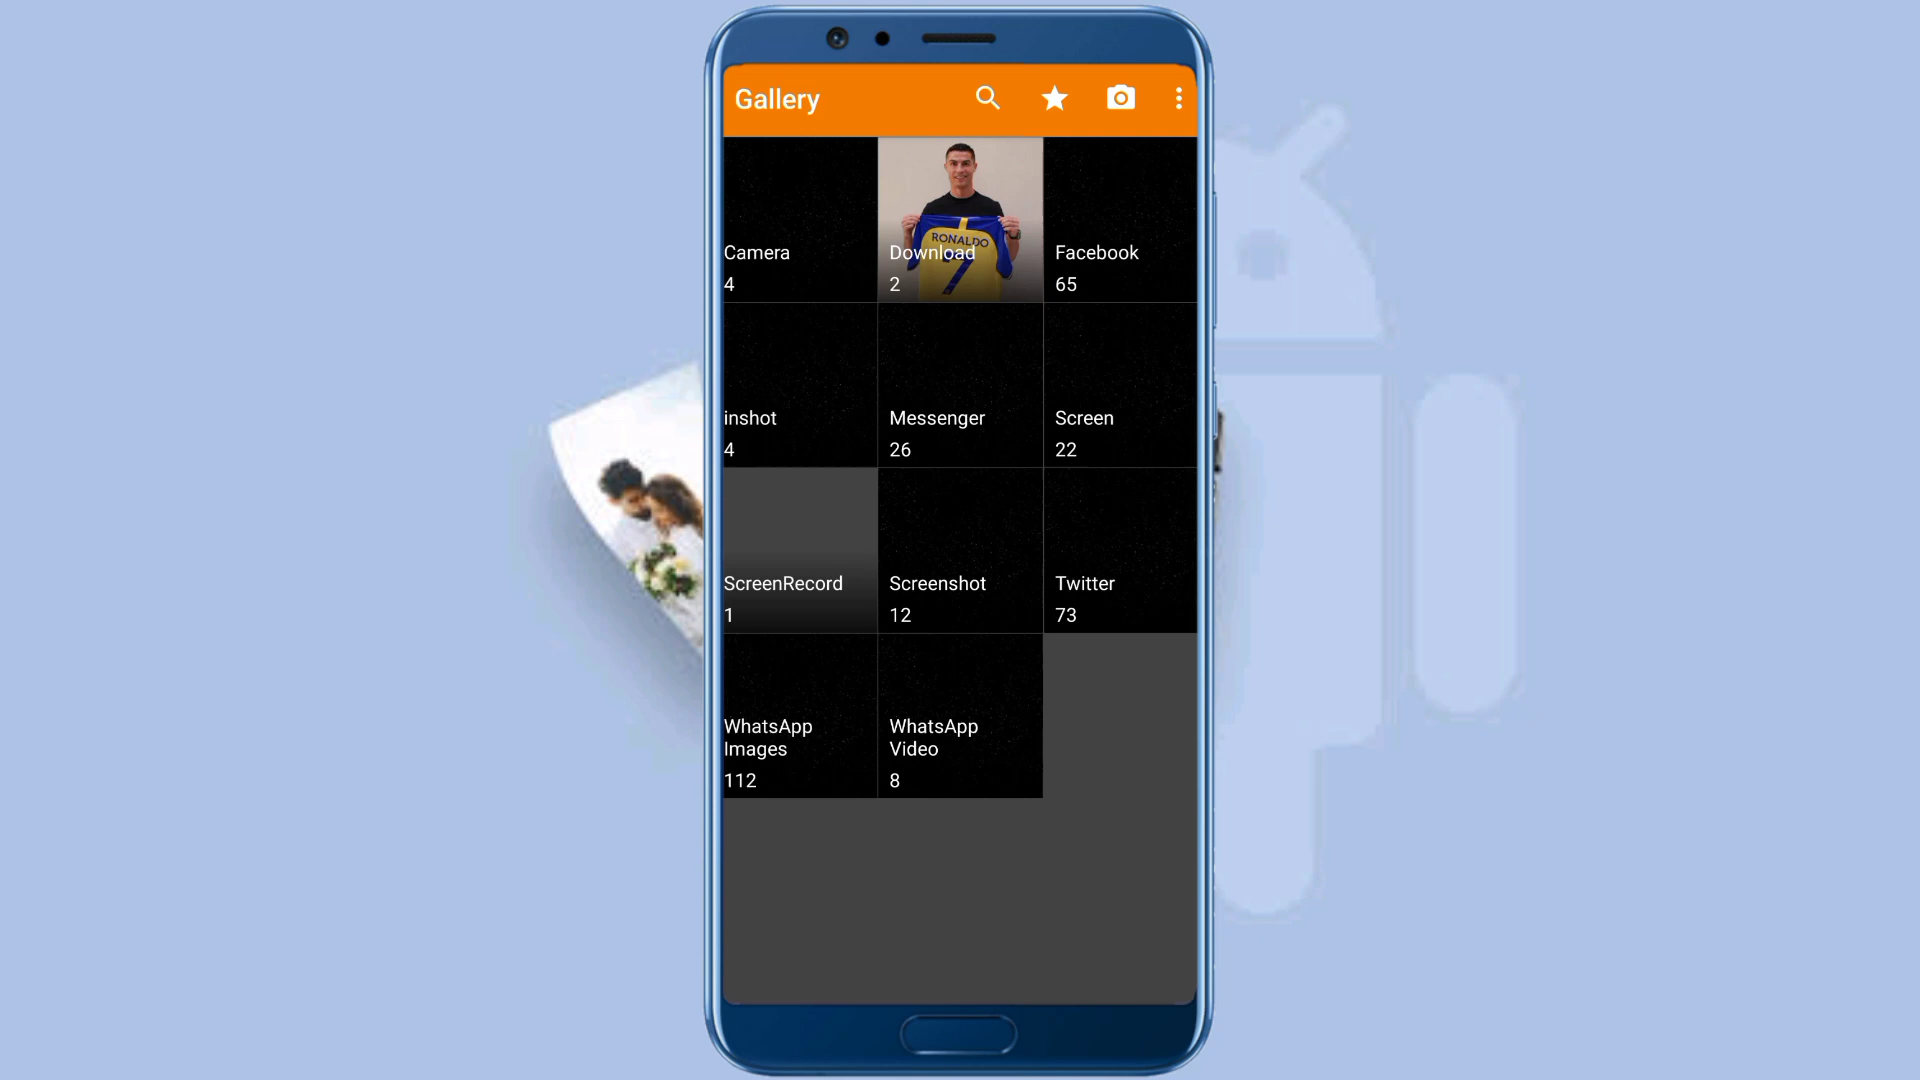 Gallery
Camera
4
RONALDO
7
Download
2
Facebook
65
inshot
4
Messenger
26
Screen
22
ScreenRecord
1
Screenshot
12
Twitter
73
WhatsApp
Images
112
WhatsApp
Video
8